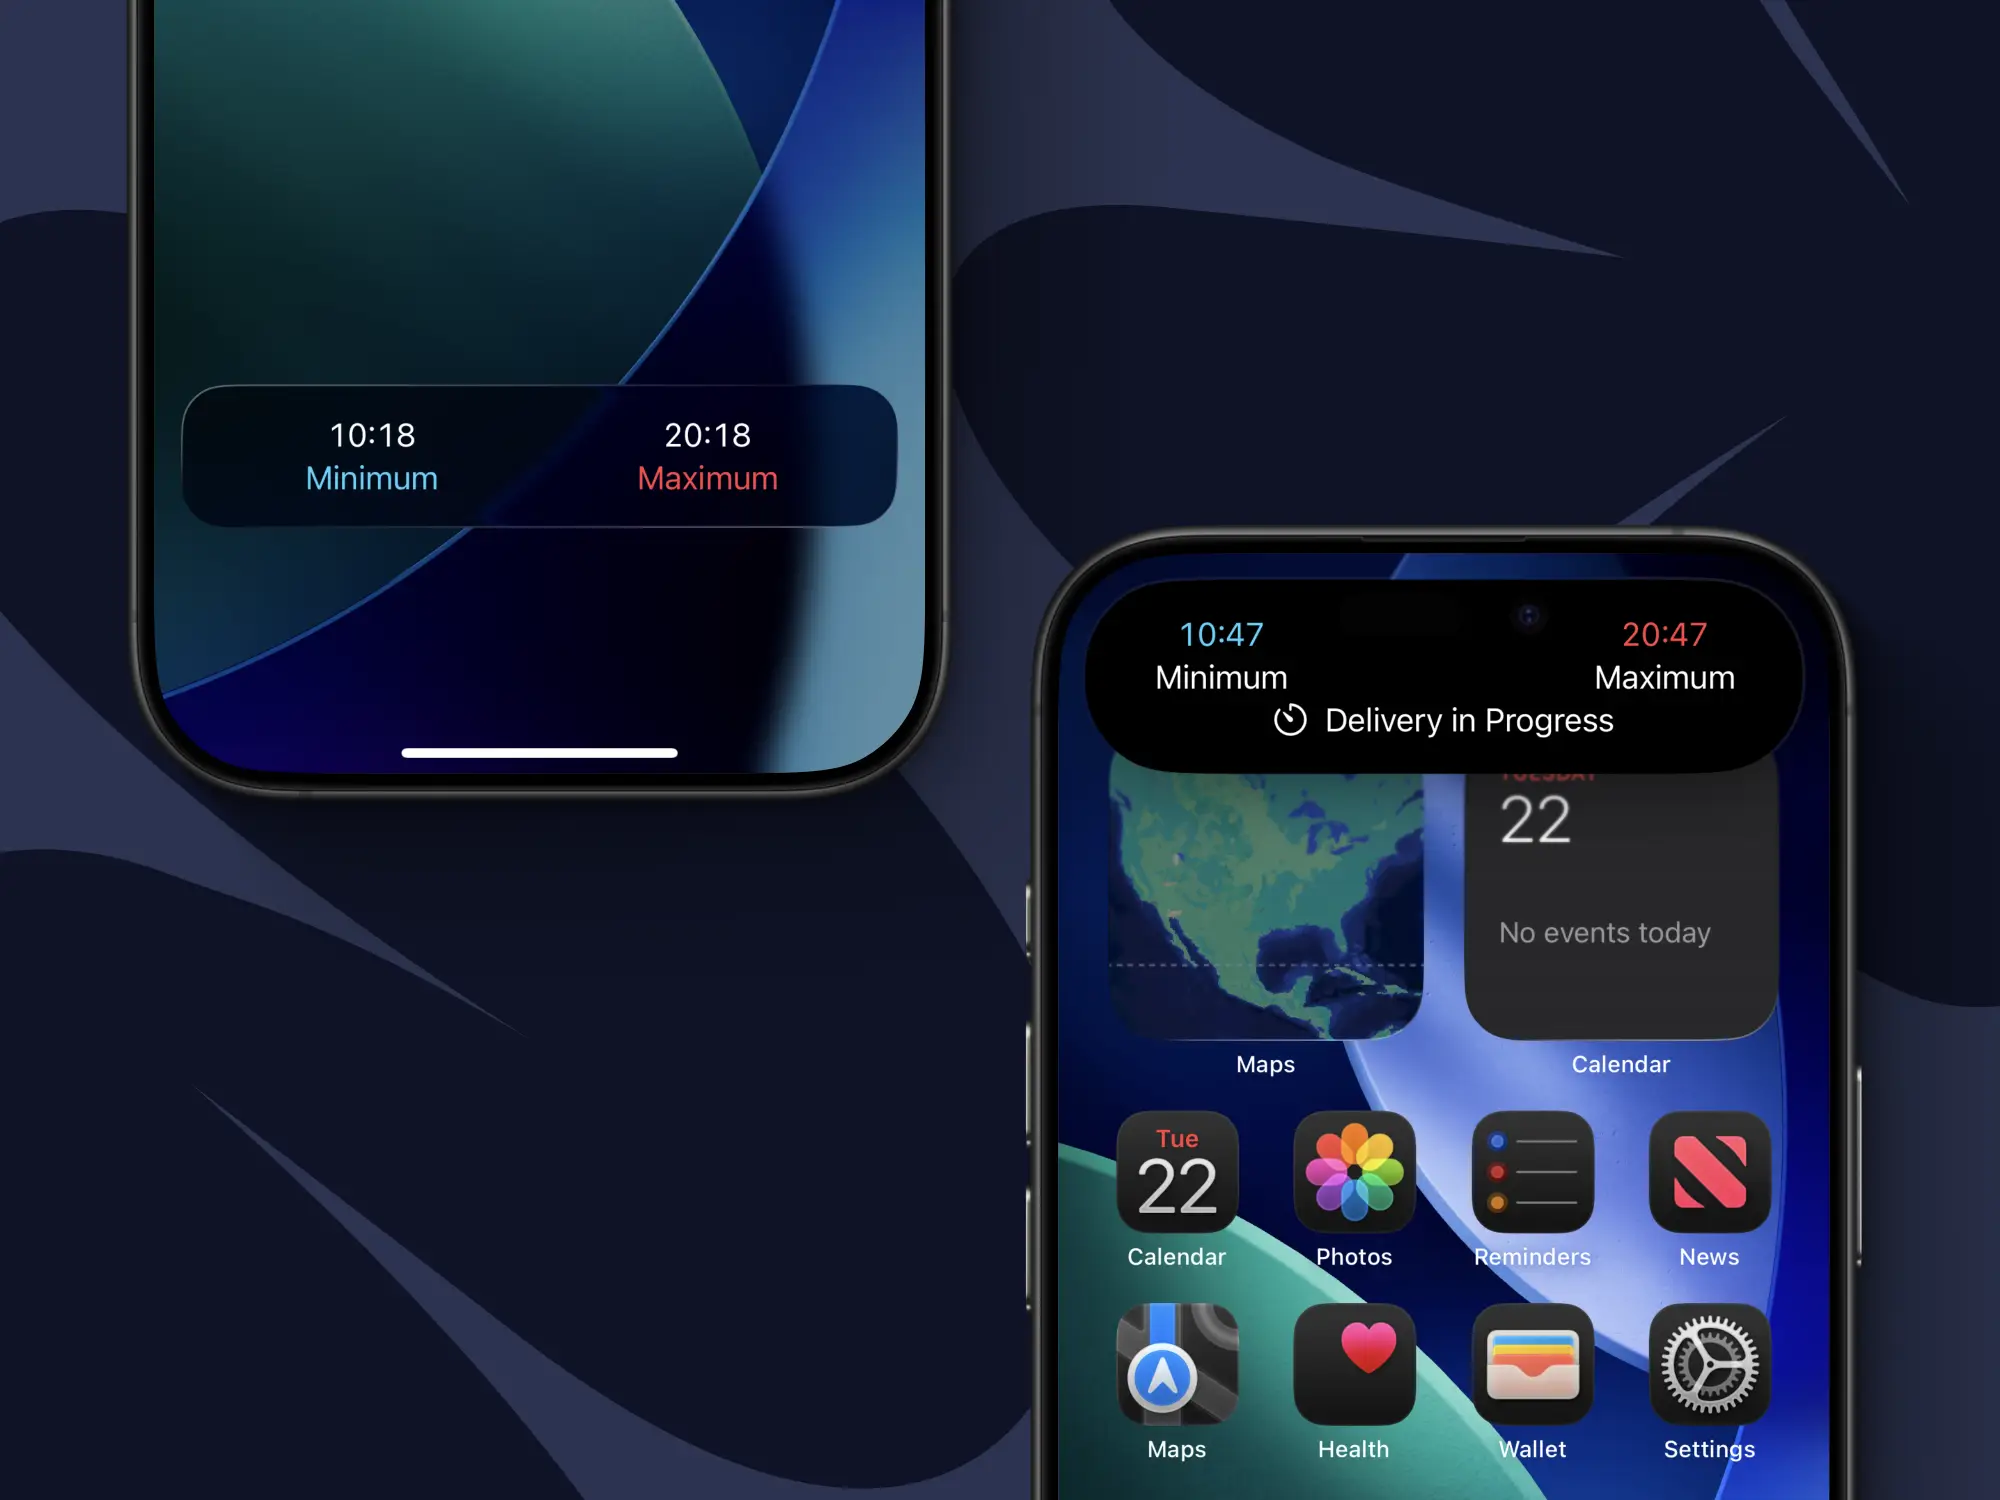 10:18 20:18
Minimum Maximum
10:47 20:47
Minimum Maximum
Delivery in Progress
TUESDAY
22
No events today
Maps Calendar
Tue
22
Calendar Photos Reminders News
Maps Health Wallet Settings